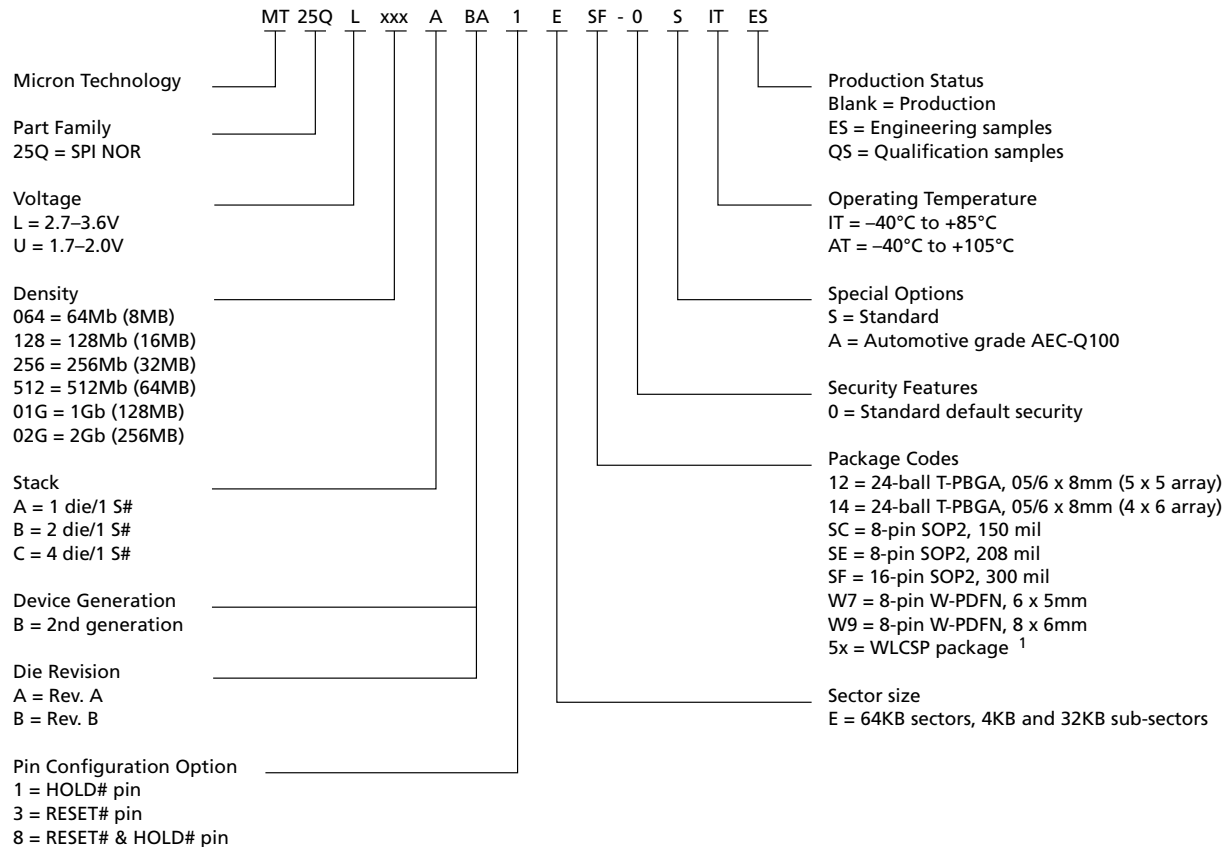 MT 25Q L xxx A BA 1 E SF - 0 S IT ES
Micron Technology
Part Family
25Q = SPI NOR
Voltage
L = 2.7–3.6V
U = 1.7–2.0V
Density
064 = 64Mb (8MB)
128 = 128Mb (16MB)
256 = 256Mb (32MB)
512 = 512Mb (64MB)
01G = 1Gb (128MB)
02G = 2Gb (256MB)
Stack
A = 1 die/1 S#
B = 2 die/1 S#
C = 4 die/1 S#
Device Generation
B = 2nd generation
Die Revision
A = Rev. A
B = Rev. B
Pin Configuration Option
1 = HOLD# pin
3 = RESET# pin
8 = RESET# & HOLD# pin
Production Status
Blank = Production
ES = Engineering samples
QS = Qualification samples
Operating Temperature
IT = –40°C to +85°C
AT = –40°C to +105°C
Special Options
S = Standard
A = Automotive grade AEC-Q100
Security Features
0 = Standard default security
Package Codes
12 = 24-ball T-PBGA, 05/6 x 8mm (5 x 5 array)
14 = 24-ball T-PBGA, 05/6 x 8mm (4 x 6 array)
SC = 8-pin SOP2, 150 mil
SE = 8-pin SOP2, 208 mil
SF = 16-pin SOP2, 300 mil
W7 = 8-pin W-PDFN, 6 x 5mm
W9 = 8-pin W-PDFN, 8 x 6mm
5x = WLCSP package 1
Sector size
E = 64KB sectors, 4KB and 32KB sub-sectors